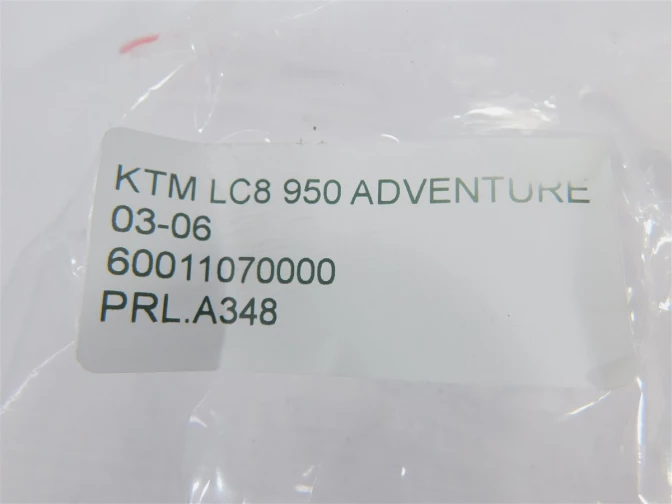 KTM LC8 950 ADVENTURE
03-06
60011070000
PRL.A348